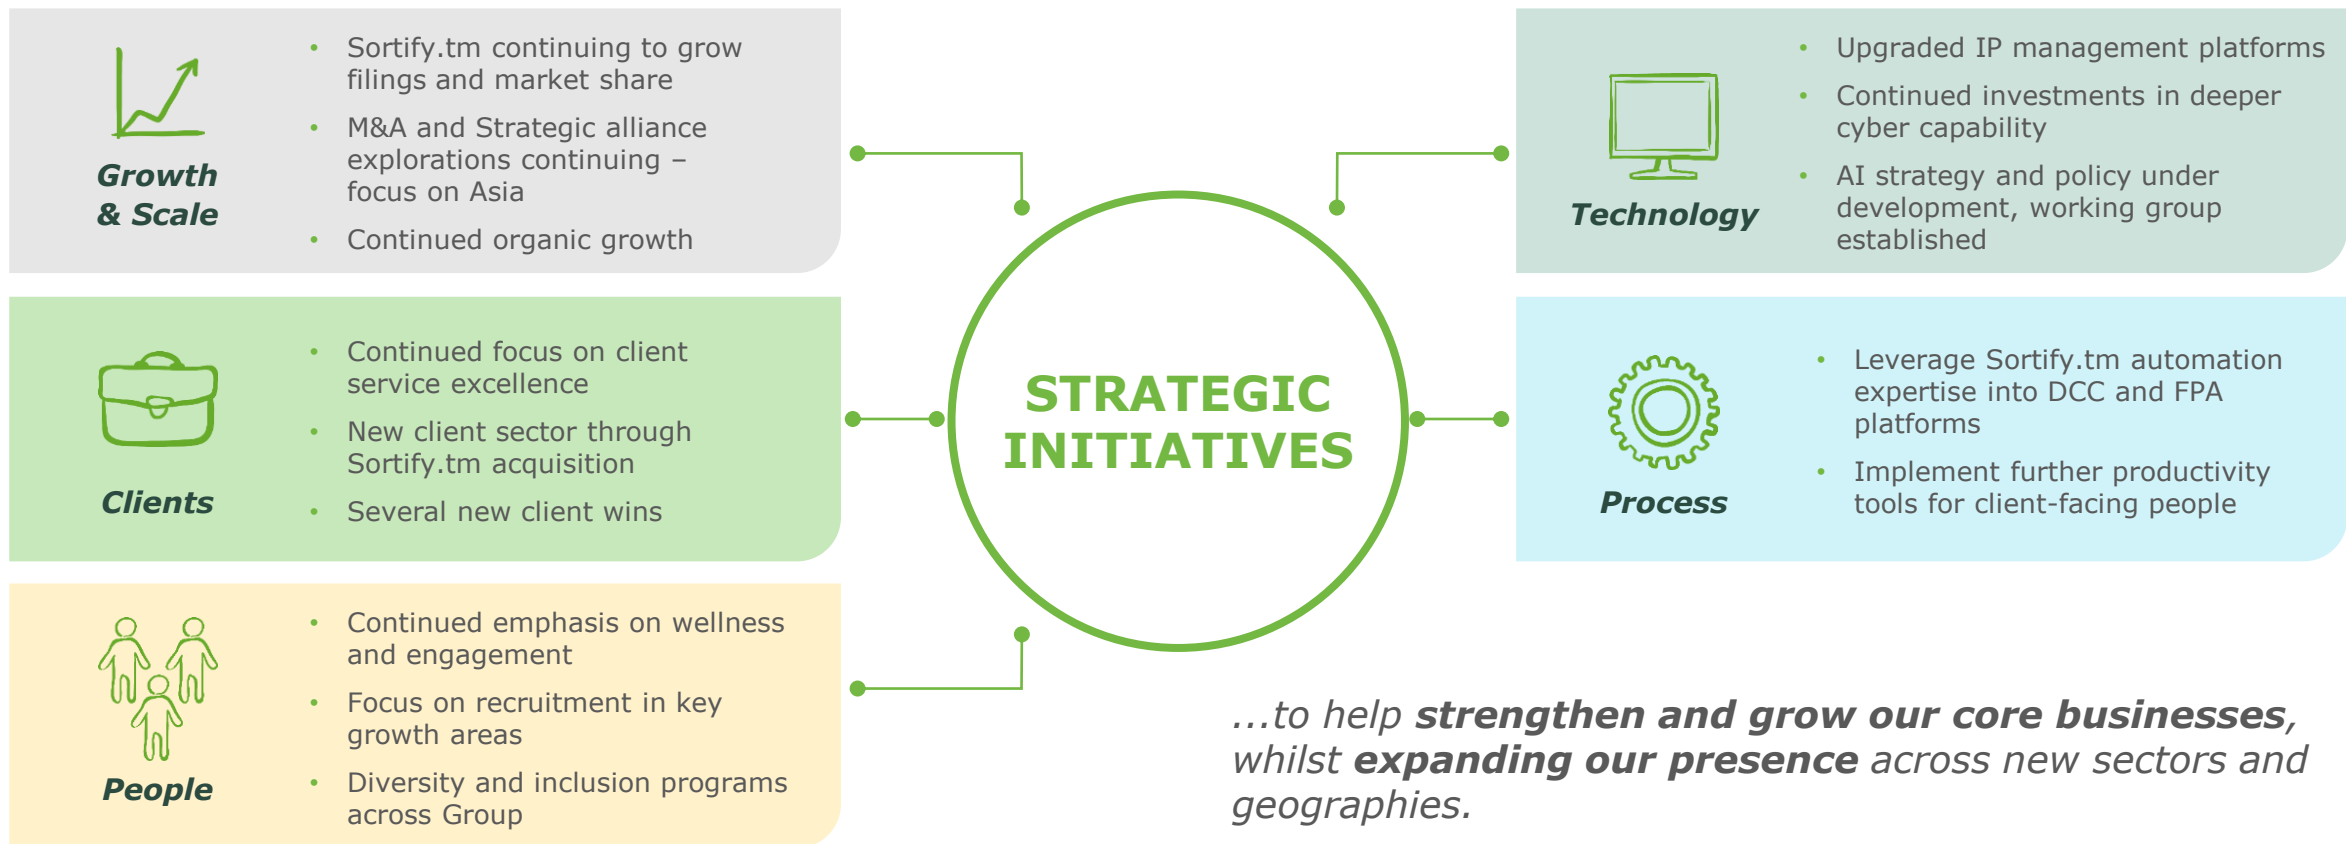 Growth
& Scale
• Sortify.tm continuing to grow
filings and market share
• M&A and Strategic alliance
explorations continuing –
focus on Asia
• Continued organic growth
Clients
• Continued focus on client
service excellence
• New client sector through
Sortify.tm acquisition
• Several new client wins
People
• Continued emphasis on wellness
and engagement
• Focus on recruitment in key
growth areas
• Diversity and inclusion programs
across Group
STRATEGIC
INITIATIVES
Technology
• Upgraded IP management platforms
• Continued investments in deeper
cyber capability
• AI strategy and policy under
development, working group
established
Process
• Leverage Sortify.tm automation
expertise into DCC and FPA
platforms
• Implement further productivity
tools for client-facing people
...to help strengthen and grow our core businesses,
whilst expanding our presence across new sectors and
geographies.